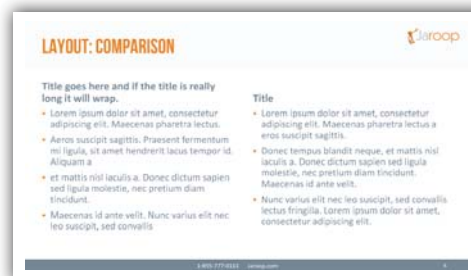 LAYOUT: COMPARISON
Jaroop
Title goes here and if the title is really
long it will wrap.
• Lorem ipsum dolor sit amet, consectetur
adipiscing elit. Maecenas pharetra lectus.
• Aeros suscipit sagittis. Praesent fermentum
mi ligula, sit amet hendrerit lacus tempor id.
Aliquam a
• et mattis nisl iaculis a. Donec dictum sapien
sed ligula molestie, nec pretium diam
tincidunt.
• Maecenas id ante velit. Nunc varius elit nec
leo suscipit, sed convallis
Title
• Lorem ipsum dolor sit amet, consectetur
adipiscing elit. Maecenas pharetra lectus a
eros suscipit sagittis.
• Donec tempus blandit neque, et mattis nisl
iaculis a. Donec dictum sapien sed ligula
molestie, nec pretium diam tincidunt.
Maecenas id ante velit.
• Nunc varius elit nec leo suscipit, sed convallis
lectus fringilla. Lorem ipsum dolor sit amet,
consectetur adipiscing elit.
jaroop.com